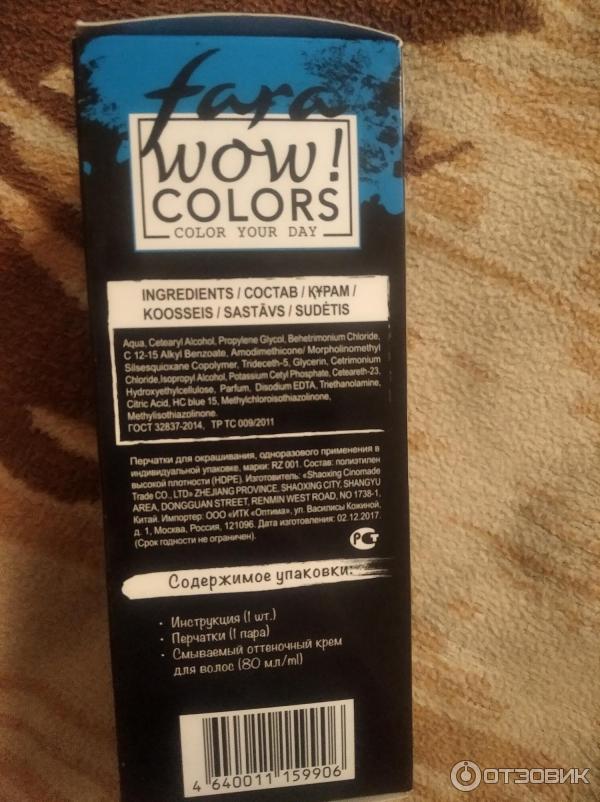 fara
WOW!
COLORS
COLOR YOUR DAY
INGREDIENTS / СОСТАВ / ҚҰРАМ /
KOOSSEIS / SASTĀVS / SUDĖTIS
Aqua, Cetearyl Alcohol, Propylene Glycol, Behetrimonium Chloride,
C 12-15 Alkyl Benzoate, Amodimethicone/ Morpholinomethyl
Silsesquioxane Copolymer, Trideceth-5, Glycerin, Cetrimonium
Chloride,Isopropyl Alcohol, Potassium Cetyl Phosphate, Ceteareth-23,
Hydroxyethylcellulose, Parfum, Disodium EDTA, Triethanolamine,
Citric Acid, HC blue 15, Methylchloroisothiazolinone,
Methylisothiazolinone.
ГОСТ 32837-2014, ТР ТС 009/2011
Перчатки для окрашивания, одноразового применения в
индивидуальной упаковке, марки: RZ 001. Состав: полиэтилен
высокой плотности (HDPE). Изготовитель: «Shaoxing Cinomade
Trade CO., LTD» ZHEJIANG PROVINCE, SHAOXING CITY, SHANGYU
AREA, DONGGUAN STREET, RENMIN WEST ROAD, NO 1738-1,
Китай. Импортер: ООО «ИТК «Оптима», ул. Василисы Кожиной,
д. 1, Москва, Россия, 121096. Дата изготовления: 02.12.2017.
(Срок годности не ограничен).
РСТ
Содержимое упаковки:
• Инструкция (1 шт.)
• Перчатки (1 пара)
• Смываемый оттеночный крем
для волос (80 мл/ml)
4 640011 159906
ОТЗОВИК